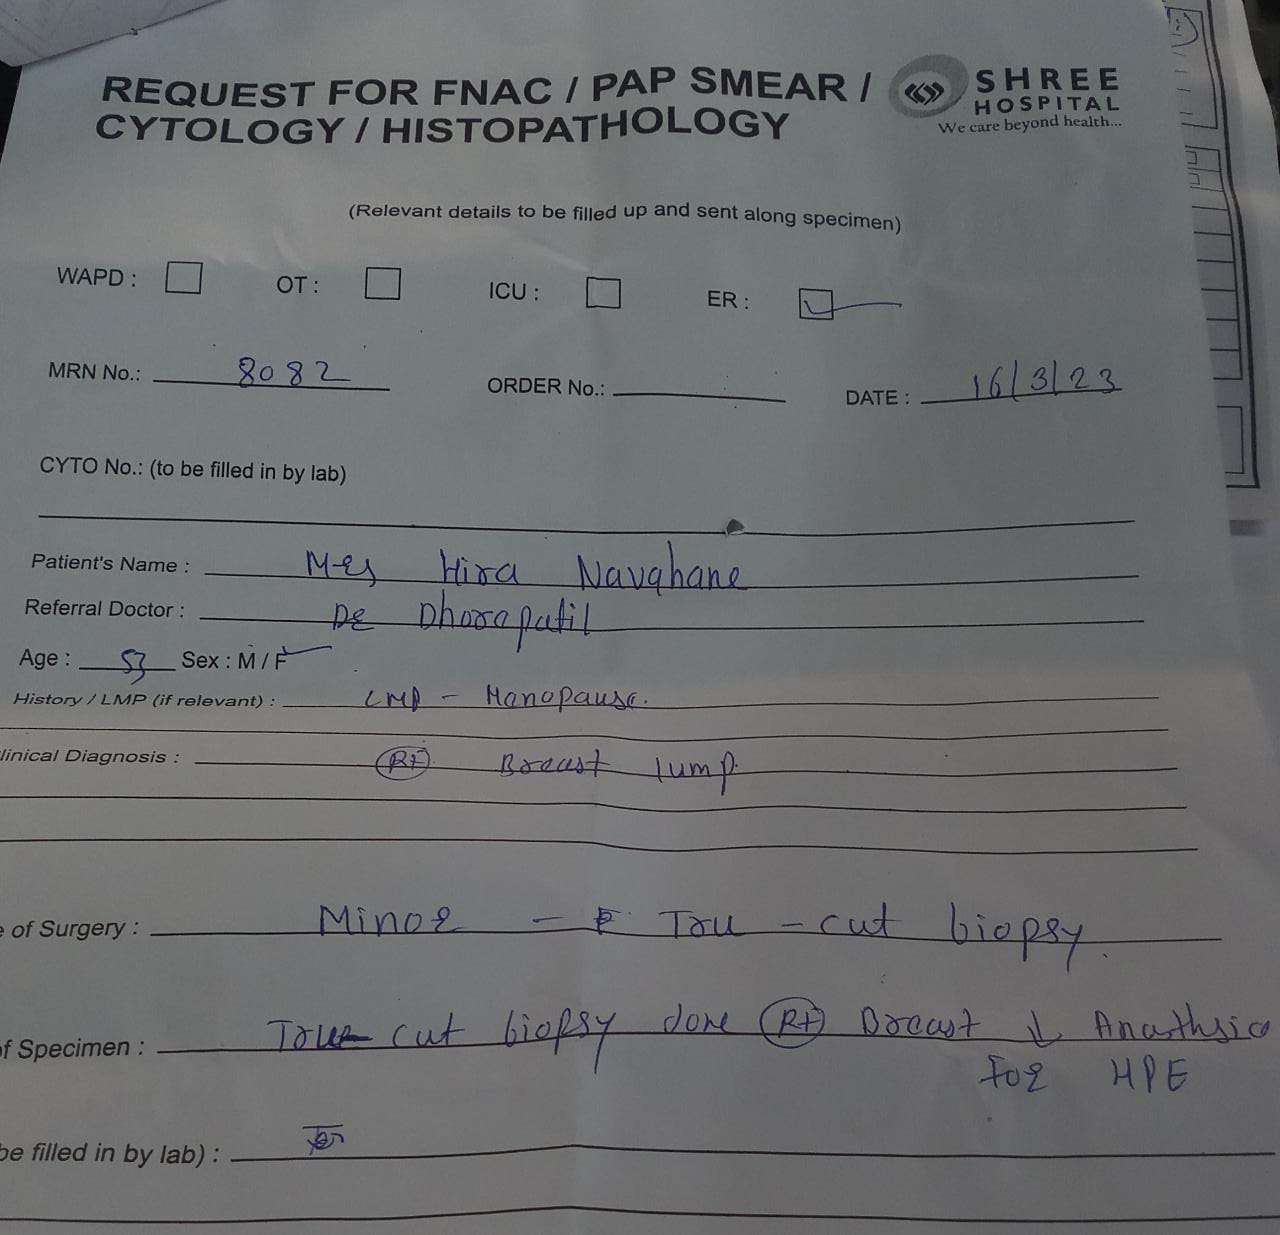 REQUEST FOR FNAC / PAP SMEAR /
CYTOLOGY / HISTOPATHOLOGY
SHREE
HOSPITAL
We care beyond health...
(Relevant details to be filled up and sent along specimen)
WAPD : OT : ICU : ER :
MRN No.: 8082 ORDER No.: DATE : 16/3/23
CYTO No.: (to be filled in by lab)
Patient's Name : Mrs Hira Navghane
Referral Doctor : Dr Dhorapatil
Age : 53 Sex : M / F
History / LMP (if relevant) : LMP - Manopause.
linical Diagnosis : Rt Breast lump
e of Surgery : Minor - Tru - cut biopsy.
of Specimen : Tru cut biopsy done Rt Breast ↓ Anasthsia
For HPE
be filled in by lab) :